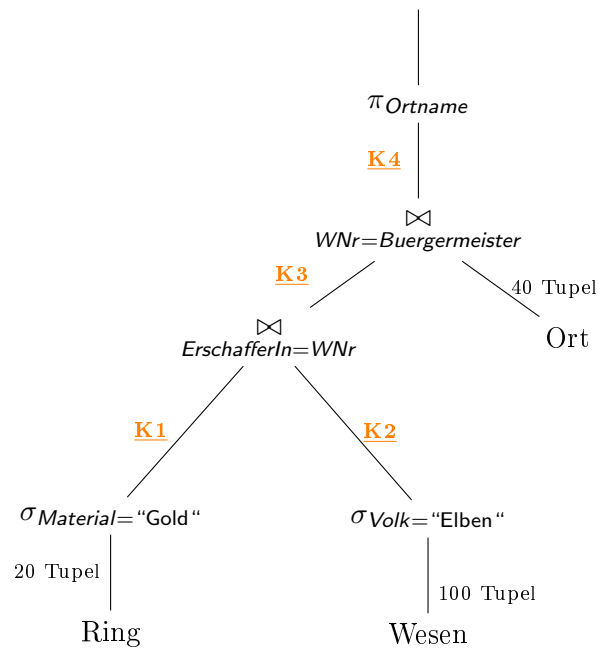 π Ortname
K4
⋈
WNr=Buergermeister
K3
40 Tupel
Ort
⋈
ErschafferIn=WNr
K1
K2
σ Material=“Gold“
σ Volk=“Elben“
20 Tupel
100 Tupel
Ring
Wesen